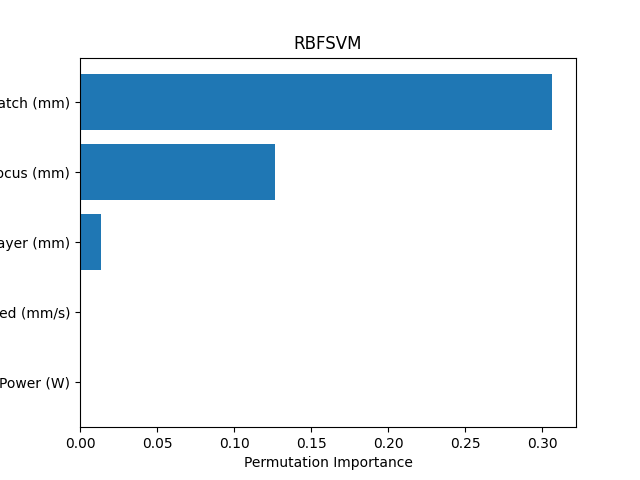 RBFSVM
atch (mm)
ocus (mm)
ayer (mm)
ed (mm/s)
Power (W)
0.00 0.05 0.10 0.15 0.20 0.25 0.30
Permutation Importance